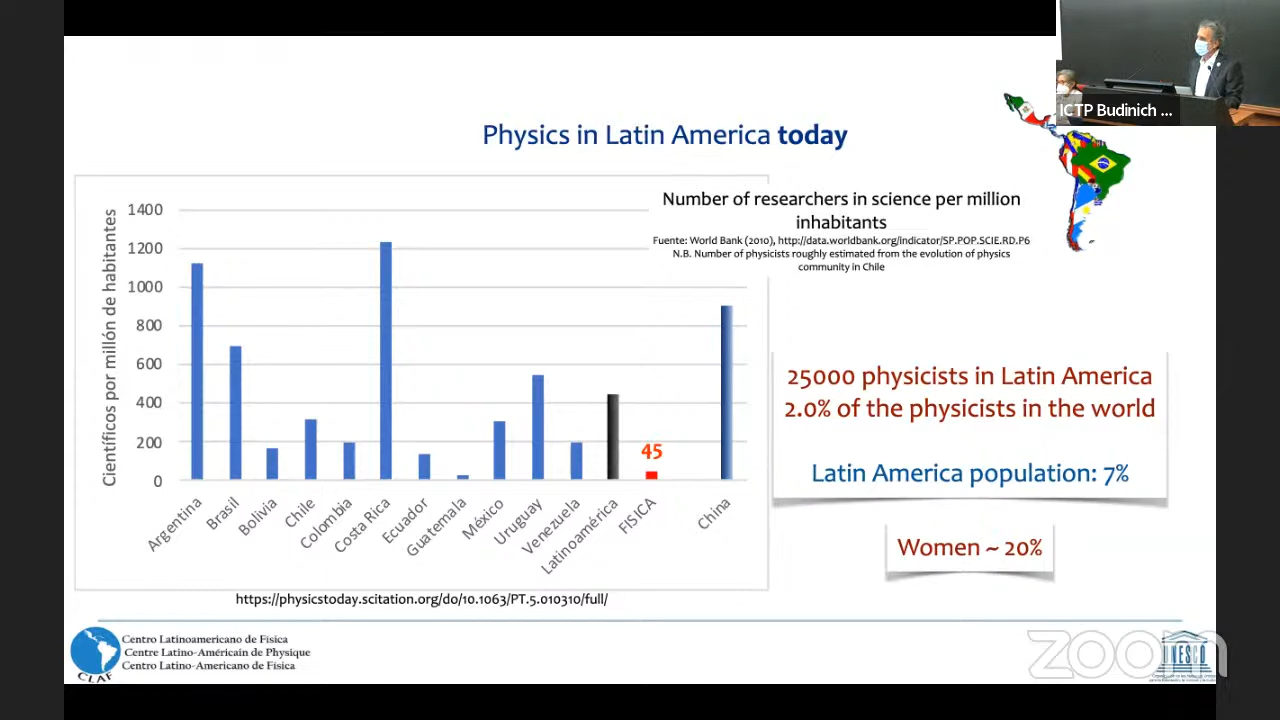 ICTP Budinich ...
Physics in Latin America today
Number of researchers in science per million
inhabitants
Fuente: World Bank (2010), http://data.worldbank.org/indicator/SP.POP.SCIE.RD.P6
N.B. Number of physicists roughly estimated from the evolution of physics
community in Chile
Científicos por millón de habitantes
1400
1200
1000
800
600
400
200
0
45
Argentina
Brasil
Bolivia
Chile
Colombia
Costa Rica
Ecuador
Guatemala
México
Uruguay
Venezuela
Latinoamérica
FISICA
China
25000 physicists in Latin America
2.0% of the physicists in the world
Latin America population: 7%
Women ~ 20%
https://physicstoday.scitation.org/do/10.1063/PT.5.010310/full/
Centro Latinoamericano de Física
Centre Latino-Américain de Physique
Centro Latino-Americano de Física
CLAF
zoom
UNESCO